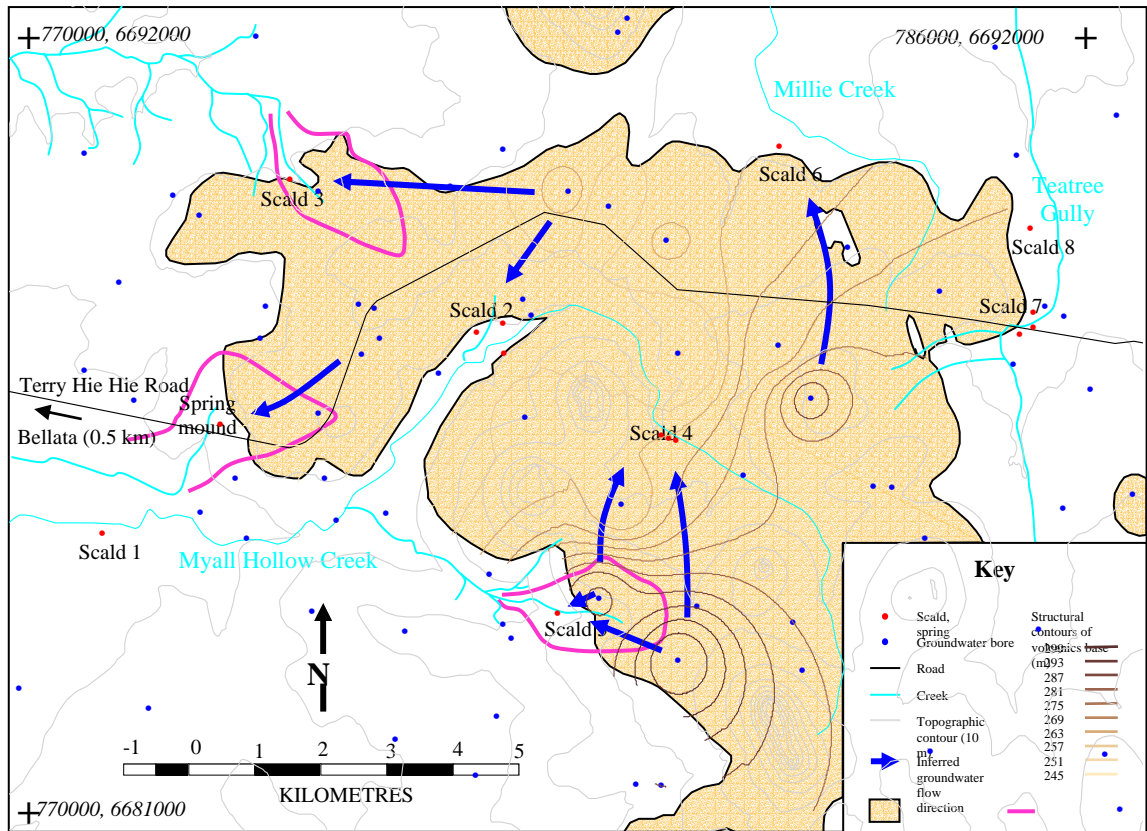 770000, 6692000
786000, 6692000
Millie Creek
Teatree
Gully
Scald 6
Scald 3
Scald 8
Scald 2
Scald 7
Terry Hie Hie Road
Spring
mound
Bellata (0.5 km)
Scald 4
Scald 1
Myall Hollow Creek
Scald
N
-1 0 1 2 3 4 5
KILOMETRES
770000, 6681000
Key
Scald,
spring
Groundwater bore
Road
Creek
Topographic
contour (10
m
Inferred
groundwater
flow
direction
Structural
contours of
volcanics base
(m)
299
293
287
281
275
269
263
257
251
245